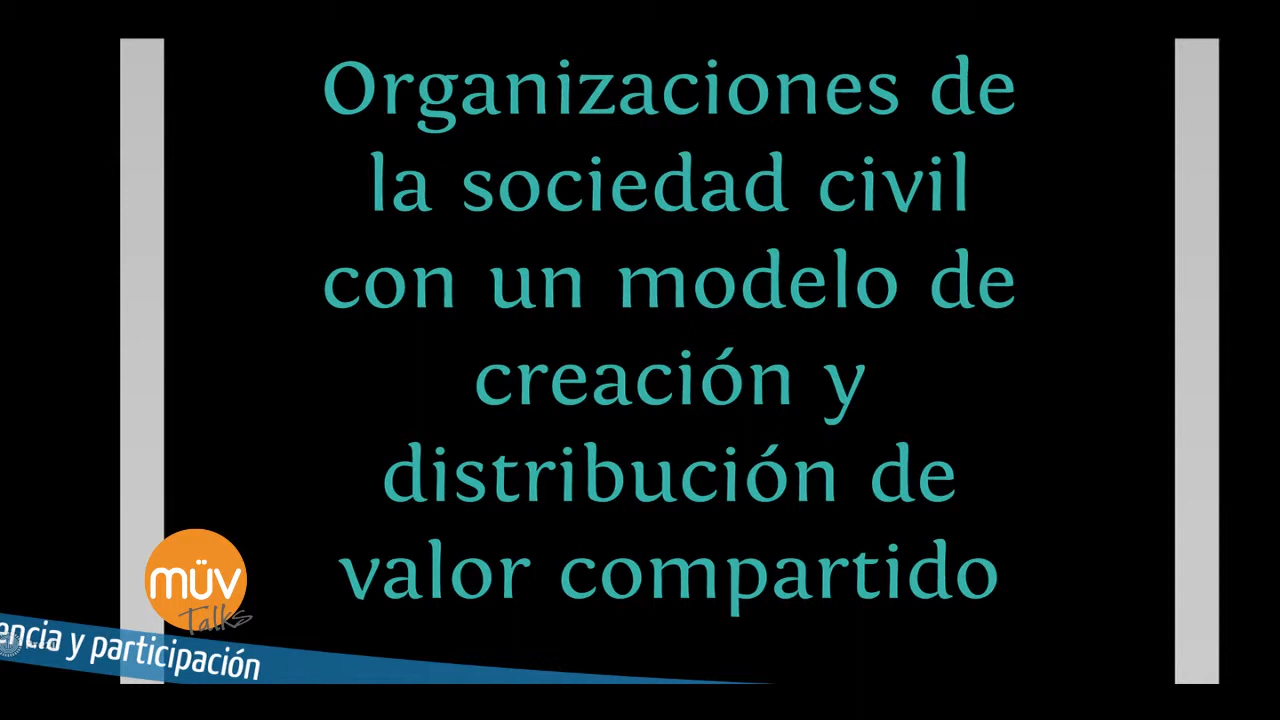 Organizaciones de
la sociedad civil
con un modelo de
creación y
distribución de
valor compartido
müv
Talks
encia y participación